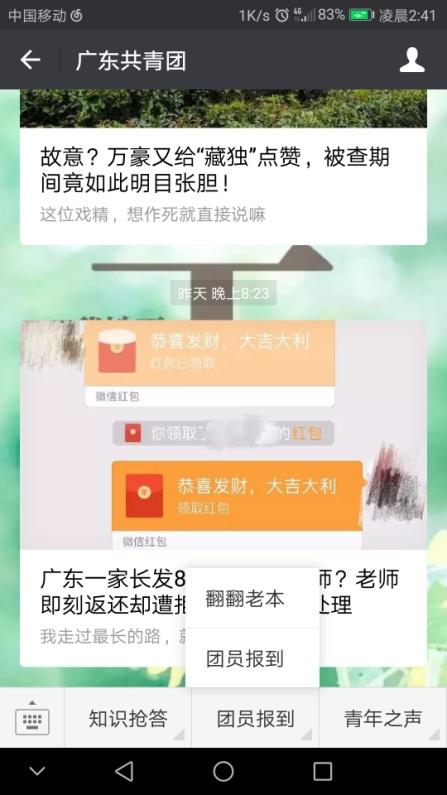 中国移动
1K/s 4G 83% 凌晨2:41
广东共青团
故意？万豪又给“藏独”点赞，被查期
间竟如此明目张胆！
这位戏精，想作死就直接说嘛
昨天 晚上8:23
恭喜发财，大吉大利
红包已领取
微信红包
你领取了
的红包
恭喜发财，大吉大利
领取红包
微信红包
广东一家长发8
师？老师
即刻返还却遭
处理
我走过最长的路，
翻翻老本
团员报到
知识抢答
团员报到
青年之声